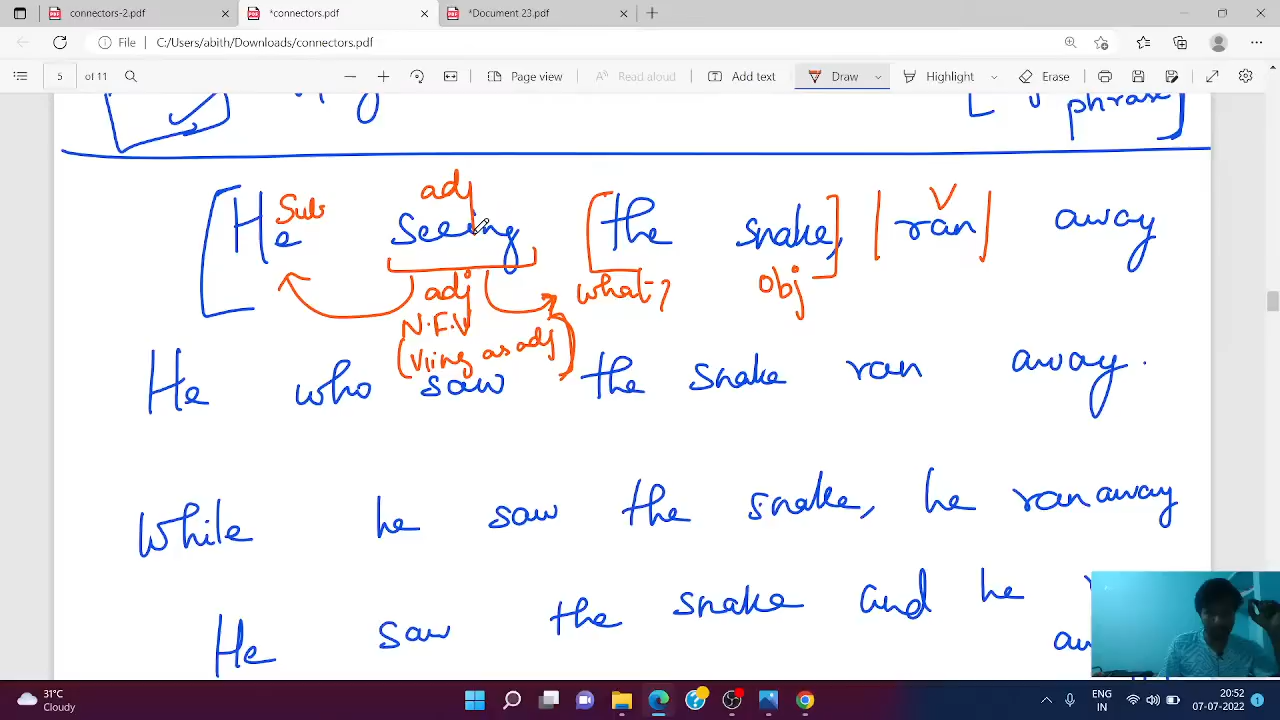 connectors-2.pdf
*connectors.pdf
*Document 23.pdf
File C:/Users/abith/Downloads/connectors.pdf
5 of 11
Page view
Read aloud
Add text
Draw
Highlight
Erase
phrase]
adj
He Sub seeing [the snake,] |ran| V away
adj what? obj
N.F.V
(V1ing as adj)
He who saw the snake ran away.
While he saw the snake, he ran away
He saw the snake and he
31°C
Cloudy
ENG
IN
20:52
07-07-2022
1